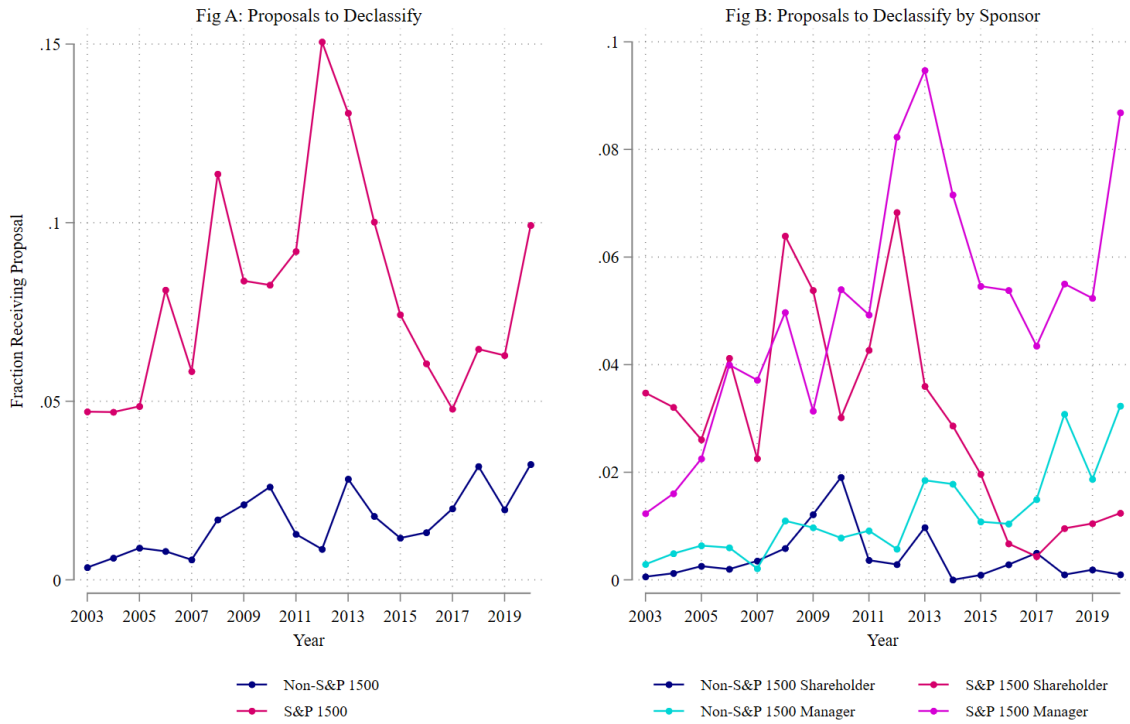 Fig A: Proposals to Declassify
Fraction Receiving Proposal
.15
.1
.05
0
2003 2005 2007 2009 2011 2013 2015 2017 2019
Year
Non-S&P 1500
S&P 1500
Fig B: Proposals to Declassify by Sponsor
.1
.08
.06
.04
.02
0
2003 2005 2007 2009 2011 2013 2015 2017 2019
Year
Non-S&P 1500 Shareholder S&P 1500 Shareholder
Non-S&P 1500 Manager S&P 1500 Manager